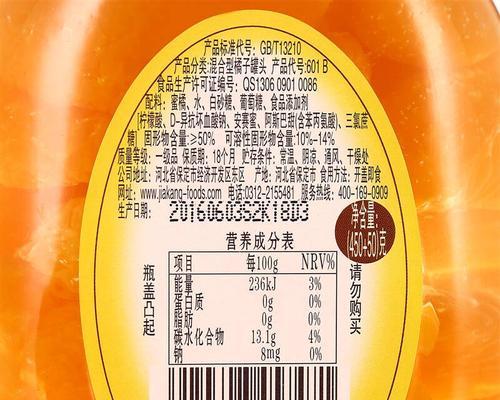 产品标准代号: GB/T13210
产品分类:混合型橘子罐头 产品代号:601 B
食品生产许可证编号: QS1306 0901 0086
配料: 蜜橘、水、白砂糖、葡萄糖、食品添加剂
[柠檬酸、D-异抗坏血酸钠、安赛蜜、阿斯巴甜(含苯丙氨酸)、三氯蔗
糖] 固形物含量:≥50% 可溶性固形物含量:10%-14%
质量等级: 一级品 保质期: 18个月 贮存条件: 常温、阴凉、通风、干燥处
公司地址: 河北省保定市经济开发区东区 产地: 河北省保定市 食用方法: 开盖即食
网址: www.jiakang-foods.com 电话:0312-2155481 服务热线: 400-169-0909
生产日期: 20160603S2K1803
净含量:
(450+50)克
营养成分表
项目 每100g NRV%
能量 236kJ 3%
蛋白质 0g 0%
脂肪 0g 0%
碳水化合物 13.1g 4%
钠 8mg 0%
瓶盖凸起
请勿购买